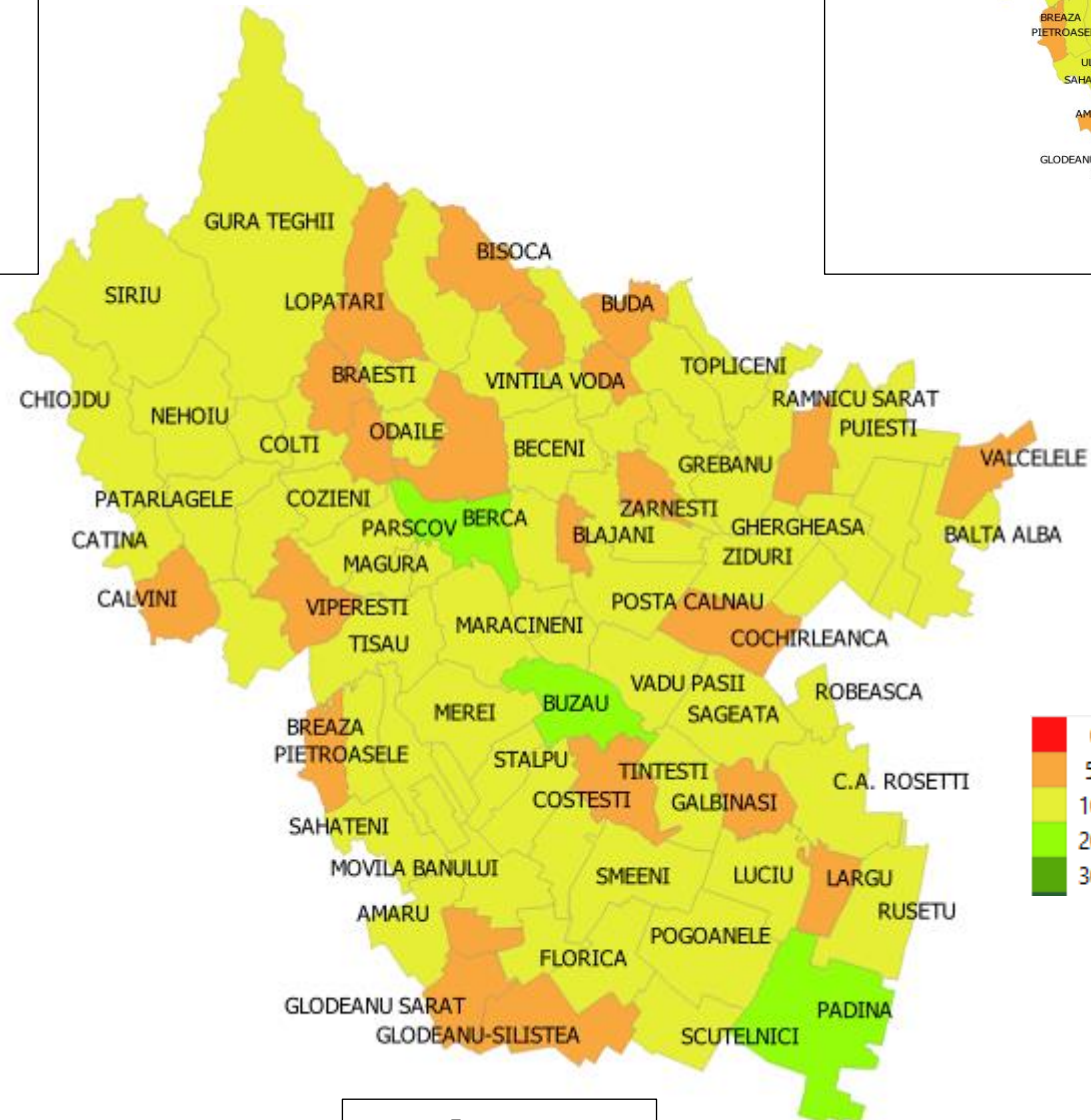 BREAZA
GURA TEGHII
BISOCA
SIRIU
LOPATARI
BUDA
TOPLICENI
BRAESTI
VINTILA VODA
CHIOJDU
RAMNICU SARAT
NEHOIU
PUIESTI
ODAILE
COLTI
BECENI
VALCELELE
GREBANU
PATARLAGELE
COZIENI
ZARNESTI
BERCA
PARSCOV
GHERGHEASA
BLAJANI
BALTA ALBA
CATINA
ZIDURI
MAGURA
CALVINI
POSTA CALNAU
VIPERESTI
MARACINENI
COCHIRLEANCA
TISAU
VADU PASII
ROBEASCA
BUZAU
MEREI
SAGEATA
BREAZA
PIETROASELE
STALPU
TINTESTI
C.A. ROSETTI
COSTESTI
GALBINASI
SAHATENI
MOVILA BANULUI
SMEENI
LUCIU
LARGU
AMARU
RUSETU
POGOANELE
FLORICA
GLODEANU SARAT
PADINA
GLODEANU-SILISTEA
SCUTELNICI